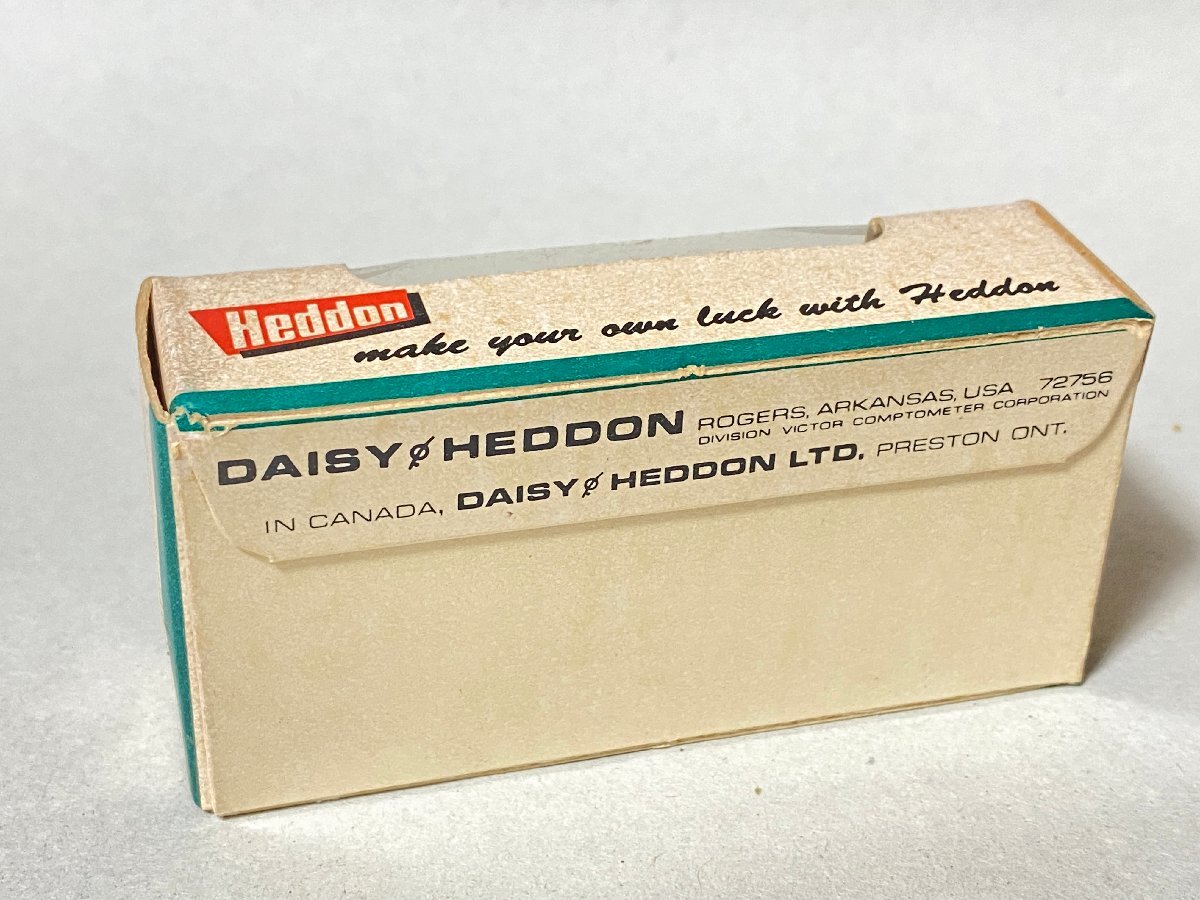 Heddon
make your own luck with Heddon
DAISY HEDDON ROGERS, ARKANSAS, USA 72756
DIVISION VICTOR COMPTOMETER CORPORATION
IN CANADA, DAISY HEDDON LTD. PRESTON ONT.